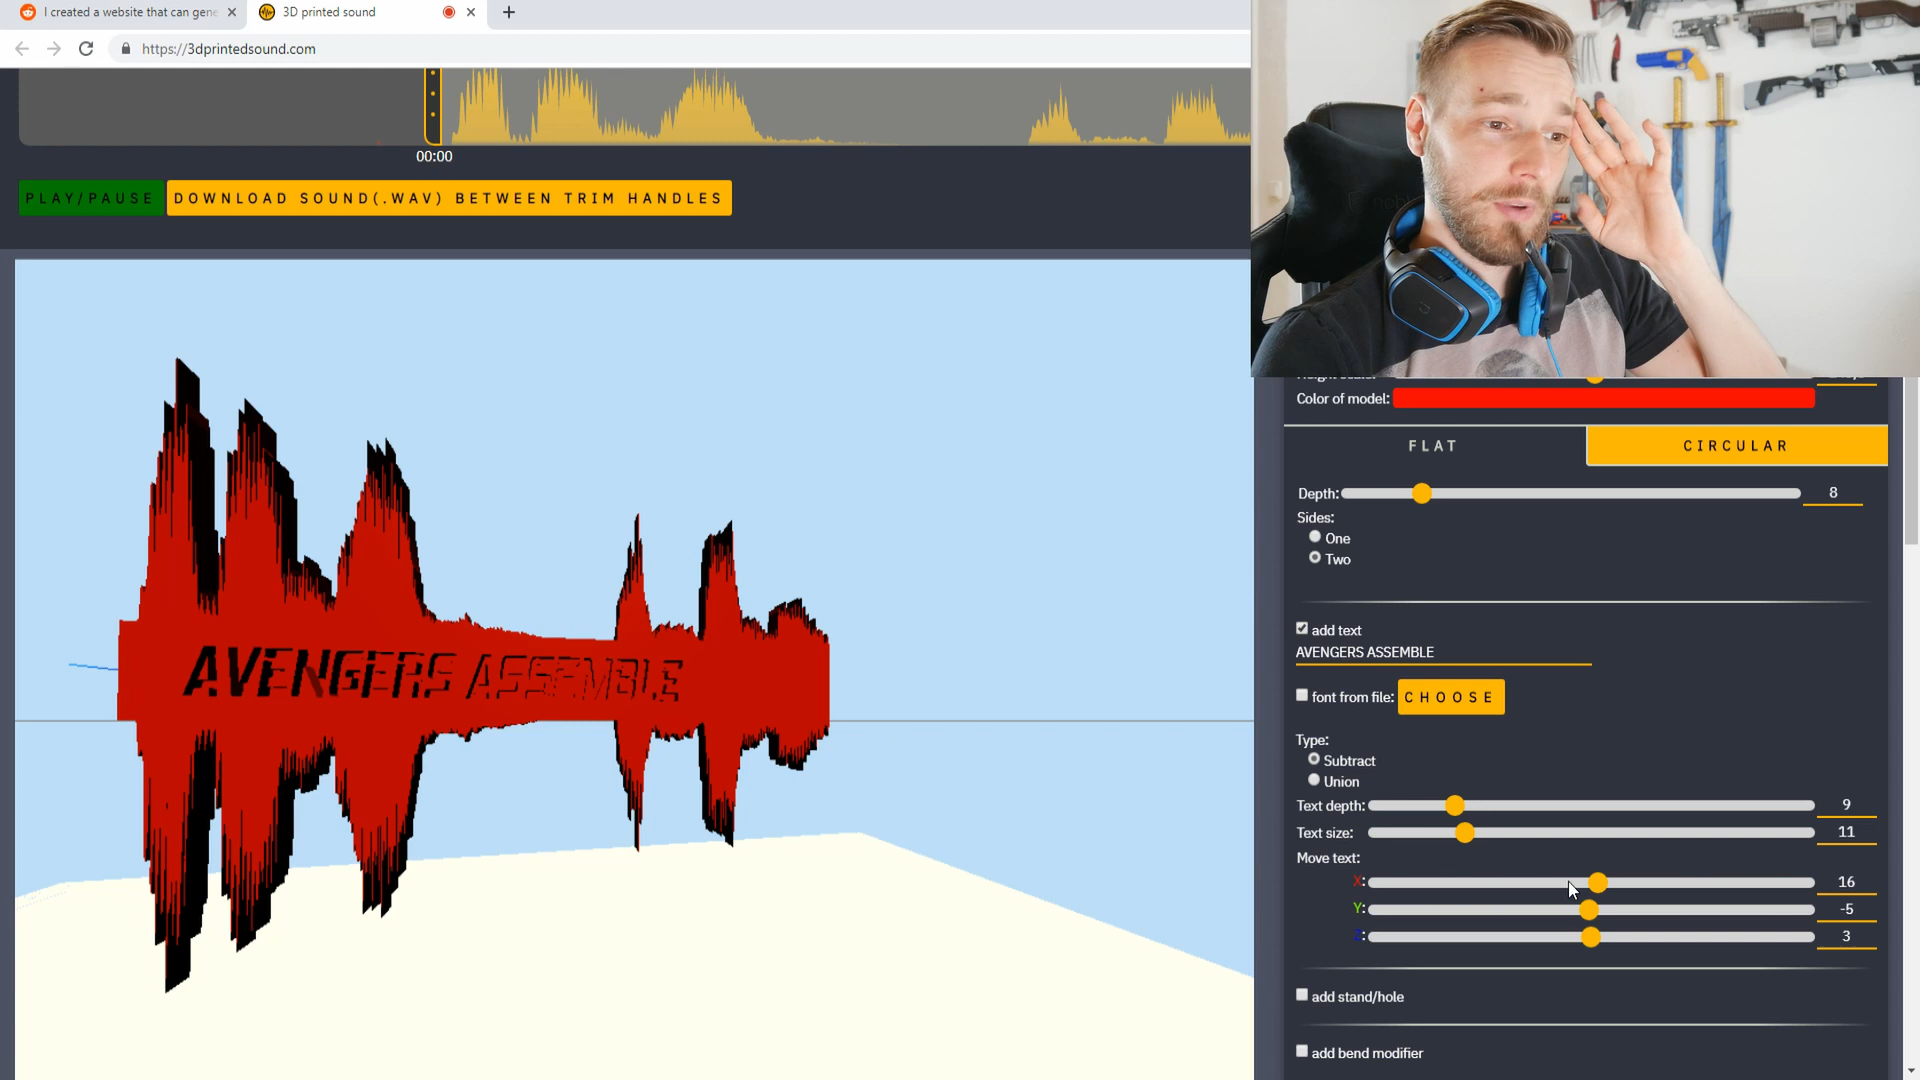 I created a website that can gene
3D printed sound
https://3dprintedsound.com
00:00
PLAY/PAUSE
DOWNLOAD SOUND(.WAV) BETWEEN TRIM HANDLES
Color of model:
FLAT
CIRCULAR
Depth:
8
Sides:
One
Two
add text
AVENGERS ASSEMBLE
font from file:
CHOOSE
Type:
Subtract
Union
Text depth:
9
Text size:
11
Move text:
X:
16
Y:
-5
Z:
3
add stand/hole
add bend modifier
AVENGERS ASSEMBLE